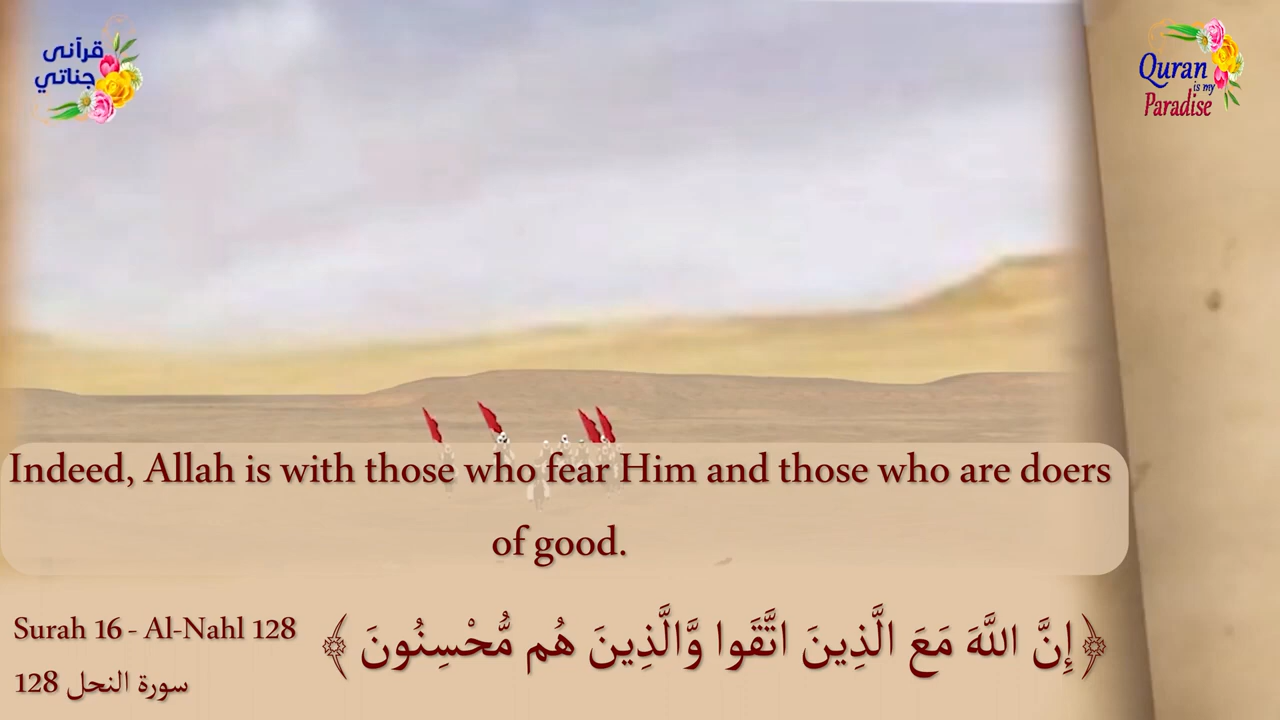 قرآنى
جناتي
Quran
is my
Paradise
Indeed, Allah is with those who fear Him and those who are doers
of good.
Surah 16 - Al-Nahl 128
﴿إِنَّ اللَّهَ مَعَ الَّذِينَ اتَّقَوا وَّالَّذِينَ هُم مُّحْسِنُونَ ﴾
سورة النحل 128